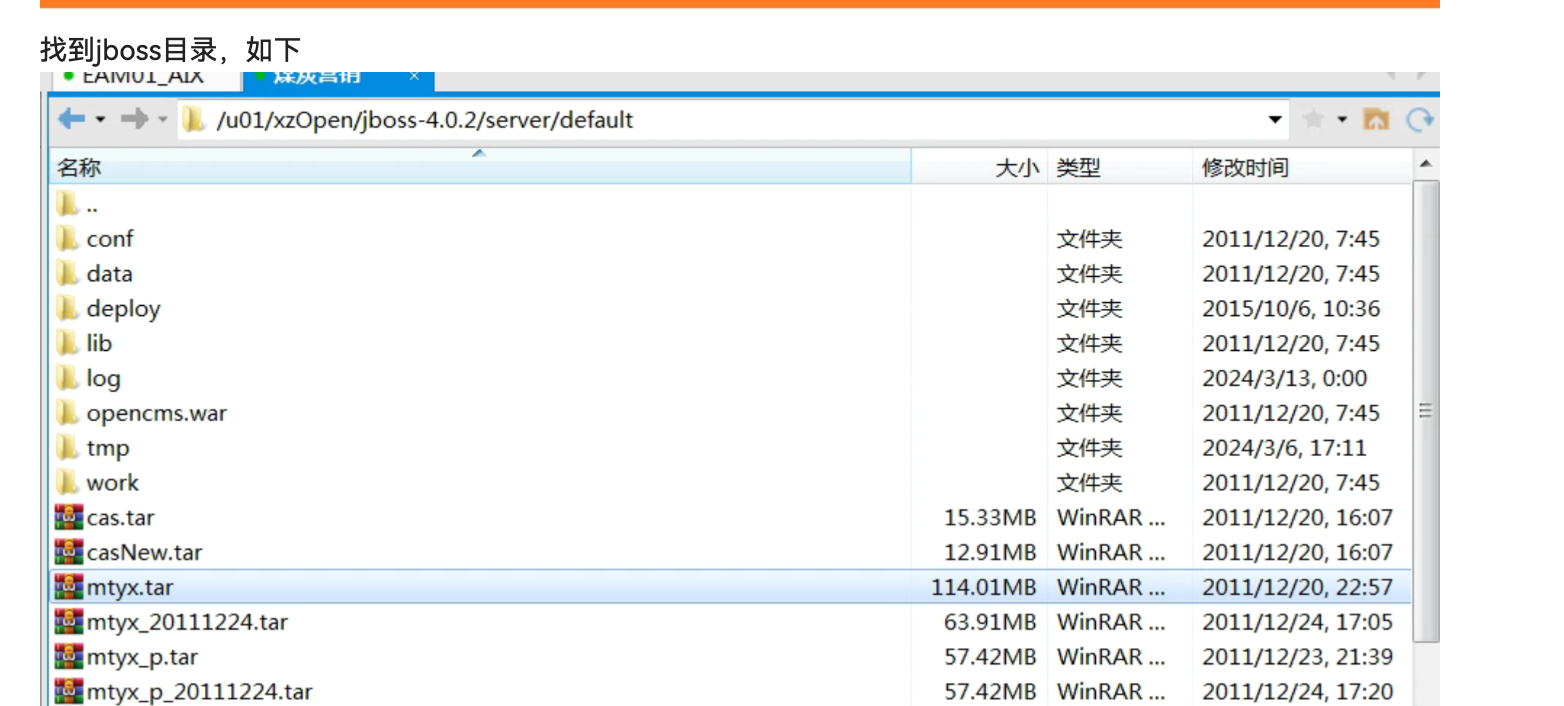 找到jboss目录，如下
EAM01_AIX 煤炭营销 ×
/u01/xzOpen/jboss-4.0.2/server/default
名称 大小 类型 修改时间
..
conf 文件夹 2011/12/20, 7:45
data 文件夹 2011/12/20, 7:45
deploy 文件夹 2015/10/6, 10:36
lib 文件夹 2011/12/20, 7:45
log 文件夹 2024/3/13, 0:00
opencms.war 文件夹 2011/12/20, 7:45
tmp 文件夹 2024/3/6, 17:11
work 文件夹 2011/12/20, 7:45
cas.tar 15.33MB WinRAR ... 2011/12/20, 16:07
casNew.tar 12.91MB WinRAR ... 2011/12/20, 16:07
mtyx.tar 114.01MB WinRAR ... 2011/12/20, 22:57
mtyx_20111224.tar 63.91MB WinRAR ... 2011/12/24, 17:05
mtyx_p.tar 57.42MB WinRAR ... 2011/12/23, 21:39
mtyx_p_20111224.tar 57.42MB WinRAR ... 2011/12/24, 17:20